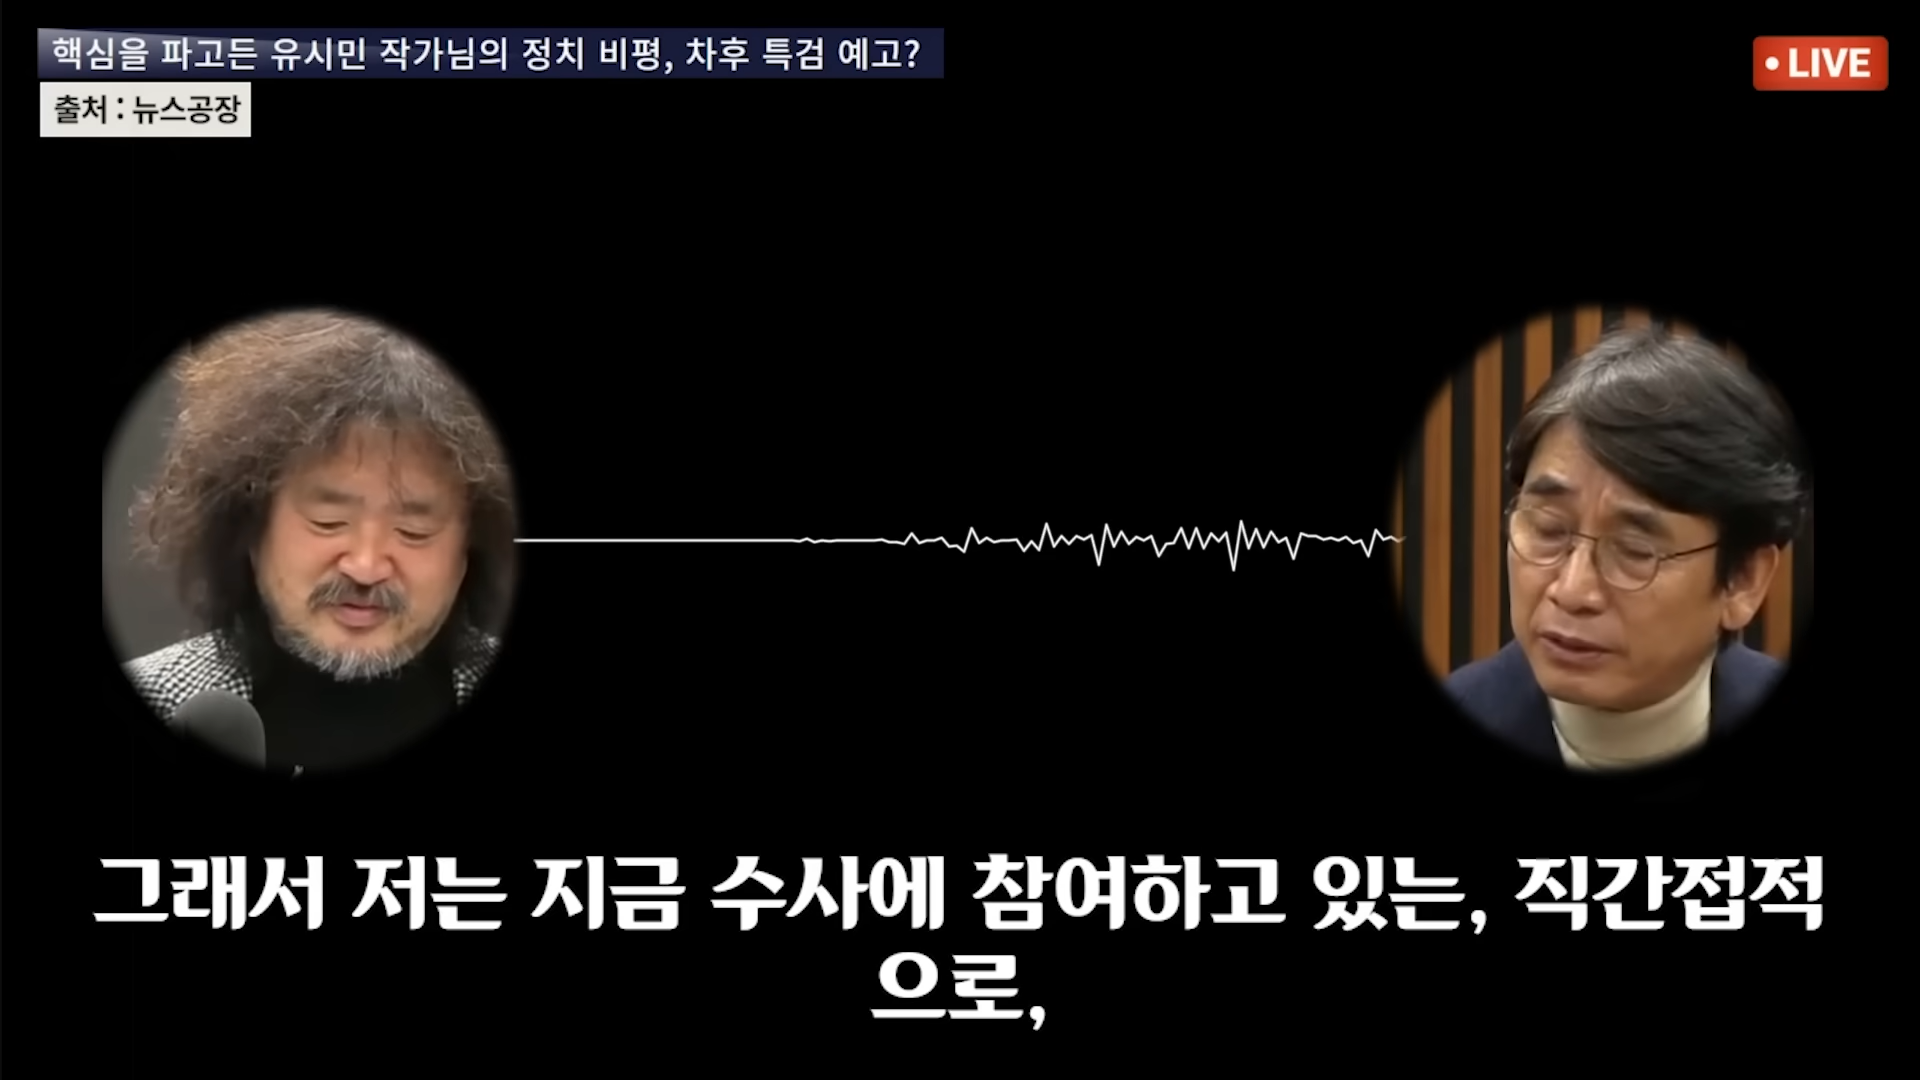 핵심을 파고든 유시민 작가님의 정치 비평, 차후 특검 예고?
• LIVE
출처 : 뉴스공장
그래서 저는 지금 수사에 참여하고 있는, 직간접적
으로,